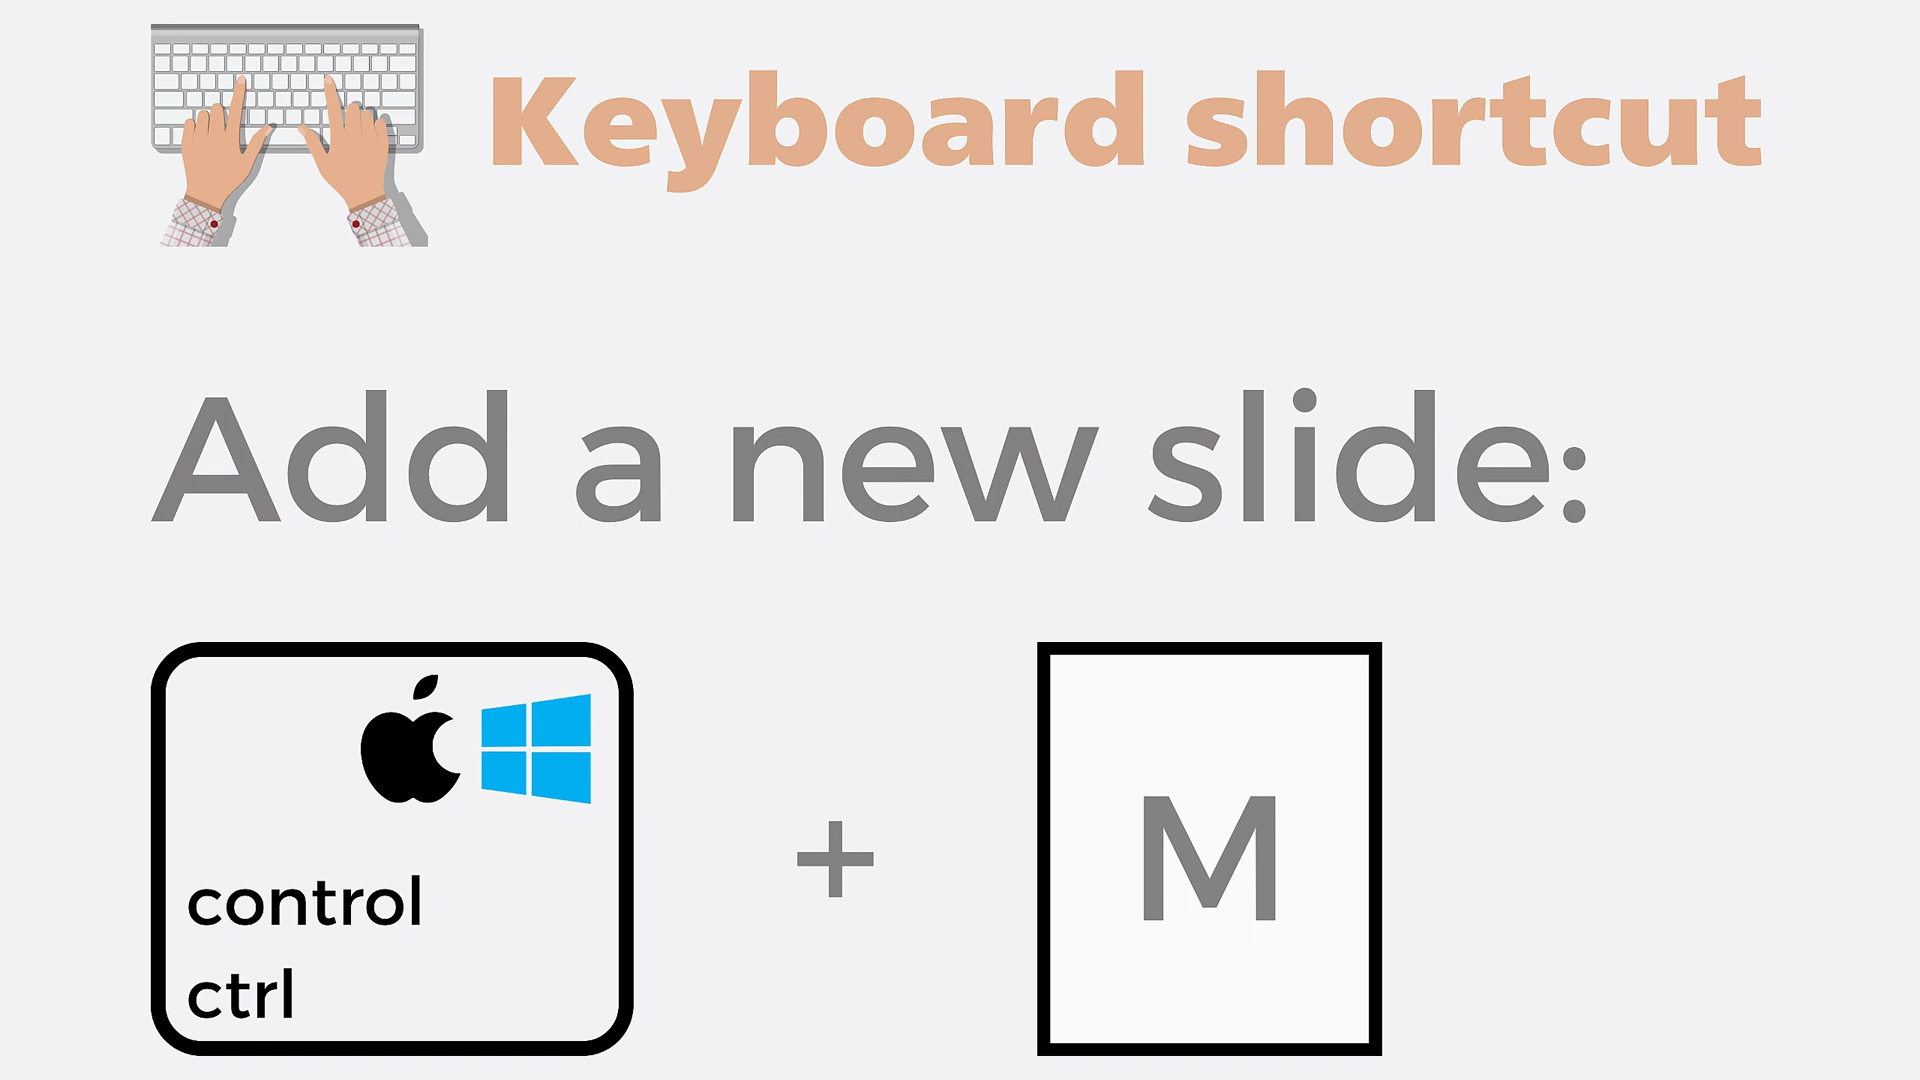 Keyboard shortcut
Add a new slide:
control
ctrl
+
M